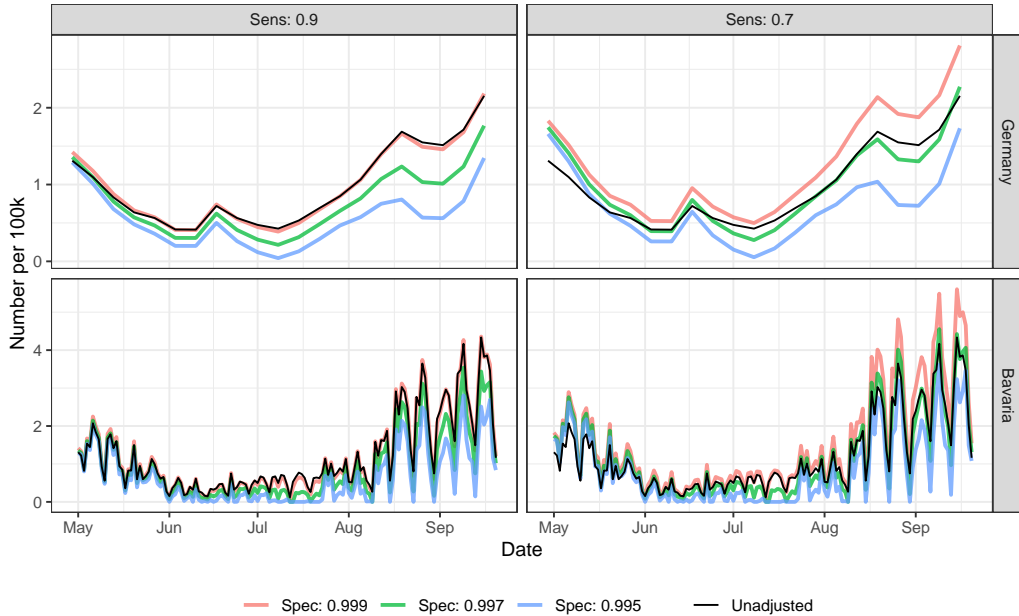 Sens: 0.9
Sens: 0.7
Germany
Bavaria
Number per 100k
2
1
0
4
2
0
May Jun Jul Aug Sep
May Jun Jul Aug Sep
Date
Spec: 0.999 Spec: 0.997 Spec: 0.995 Unadjusted